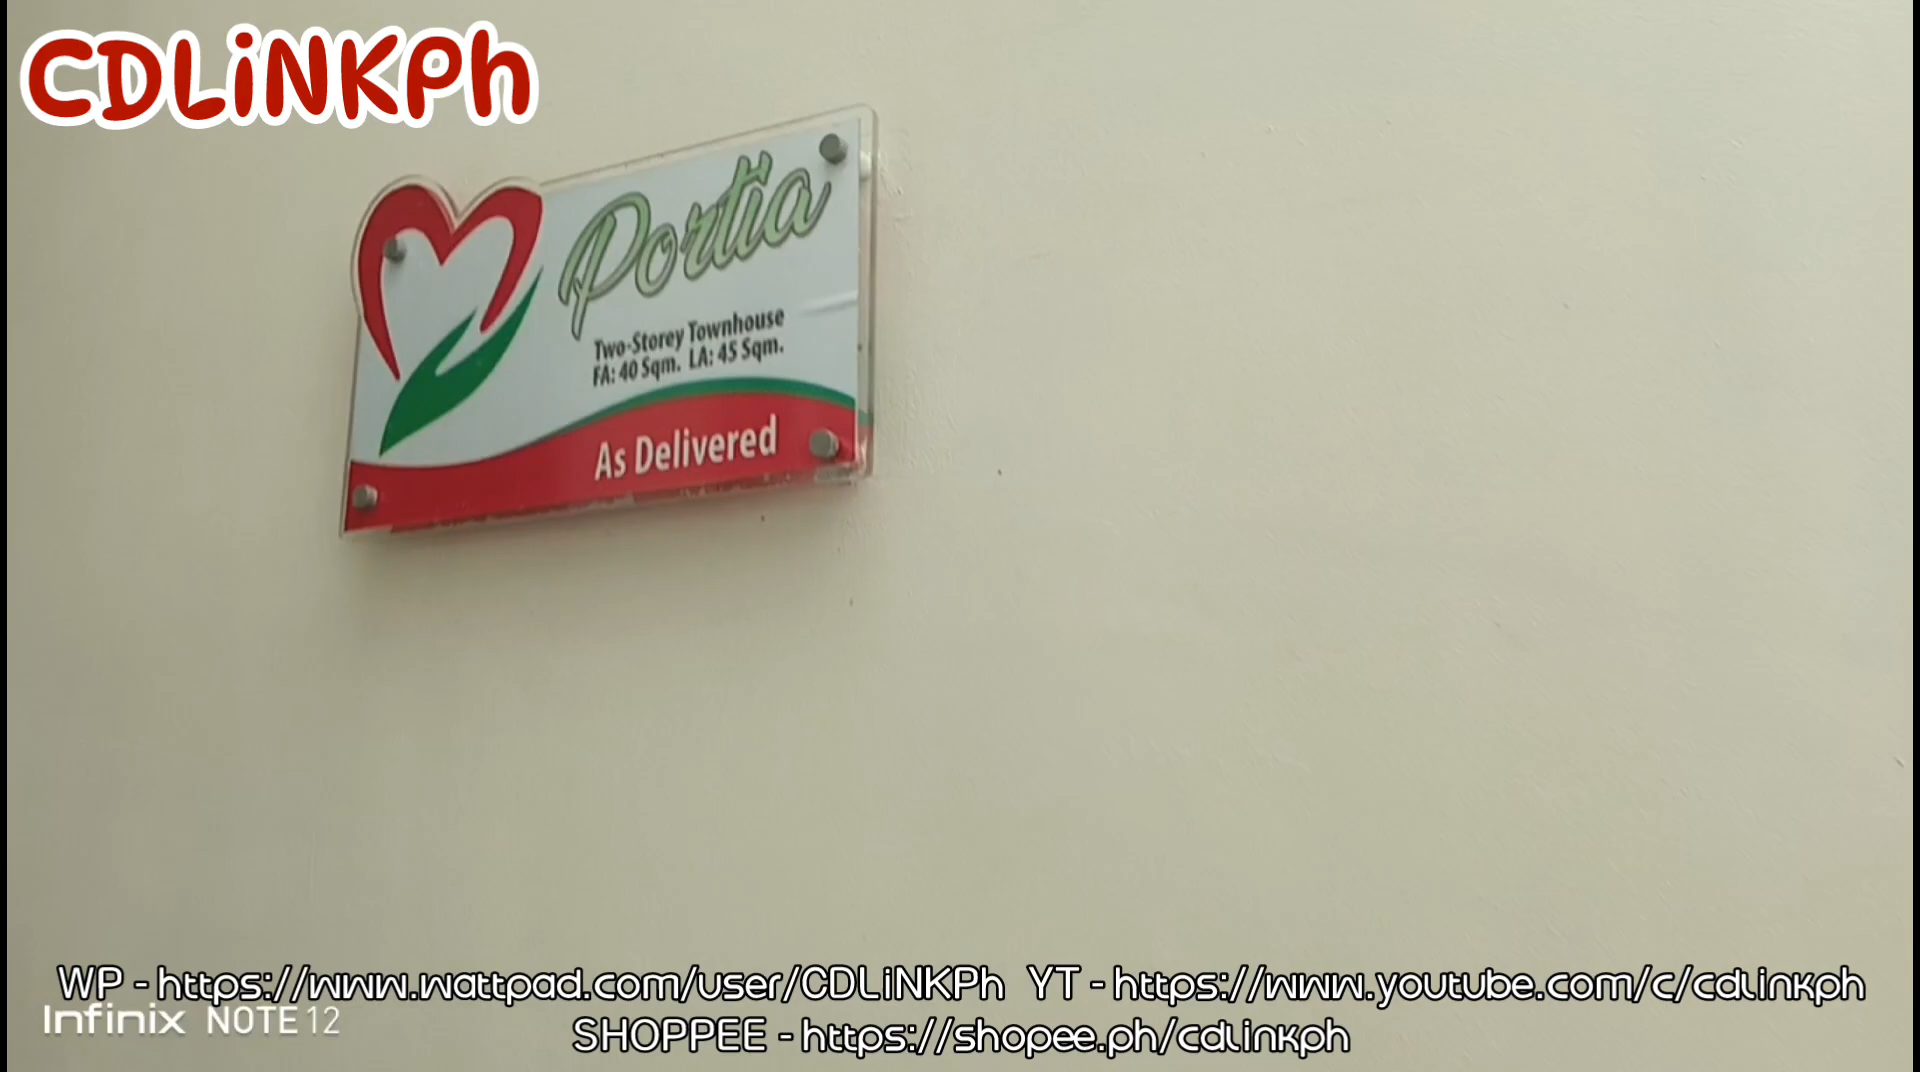 CDLiNKPh
Portia
Two-Storey Townhouse
FA: 40 Sqm. LA: 45 Sqm.
As Delivered
WP - https://www.wattpad.com/user/CDLiNKPh YT - https://www.youtube.com/c/cdlinkph
Infinix NOTE 12
SHOPPEE - https://shopee.ph/cdlinkph